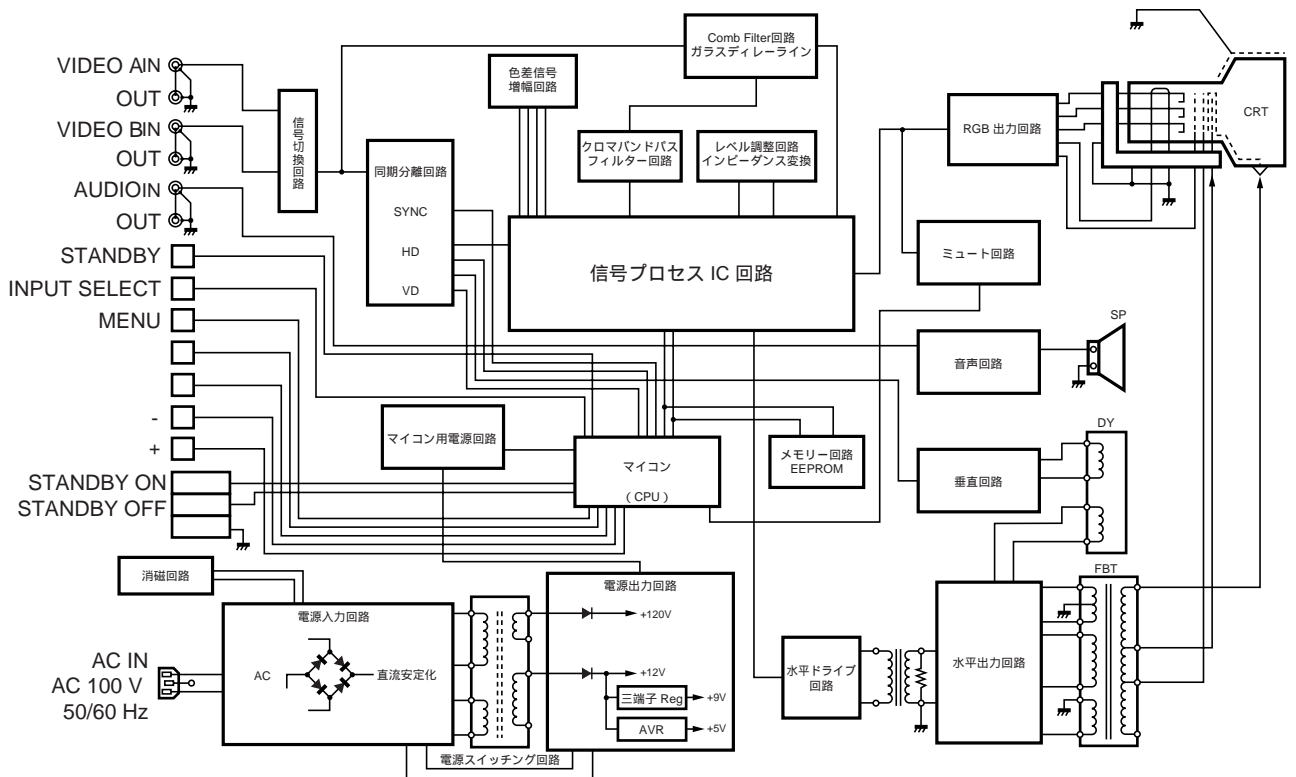 Comb Filter回路
ガラスディレーライン
色差信号
増幅回路
VIDEO AIN
OUT
VIDEO BIN
OUT
AUDIOIN
OUT
STANDBY
INPUT SELECT
MENU
-
+
STANDBY ON
STANDBY OFF
信号切換回路
同期分離回路
SYNC
HD
VD
クロマバンドパス
フィルター回路
レベル調整回路
インピーダンス変換
RGB 出力回路
CRT
信号プロセス IC 回路
ミュート回路
音声回路
SP
マイコン用電源回路
マイコン
（CPU）
メモリー回路
EEPROM
垂直回路
DY
消磁回路
電源入力回路
AC
直流安定化
AC IN
AC 100 V
50/60 Hz
電源出力回路
+120V
+12V
三端子 Reg
+9V
AVR
+5V
電源スイッチング回路
水平ドライブ
回路
水平出力回路
FBT